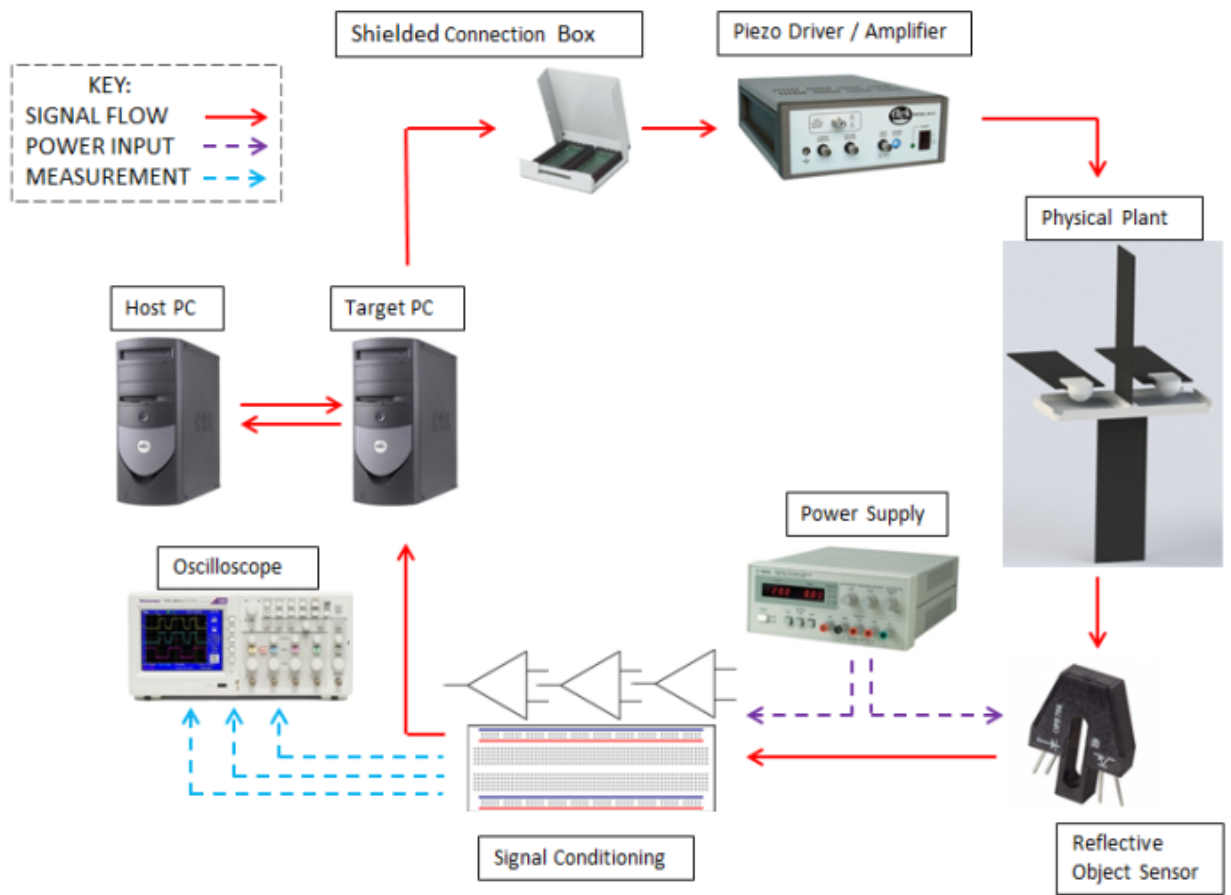 Shielded Connection Box
Piezo Driver / Amplifier
KEY:
SIGNAL FLOW
POWER INPUT
MEASUREMENT
Physical Plant
Host PC
Target PC
Power Supply
Oscilloscope
Signal Conditioning
Reflective
Object Sensor